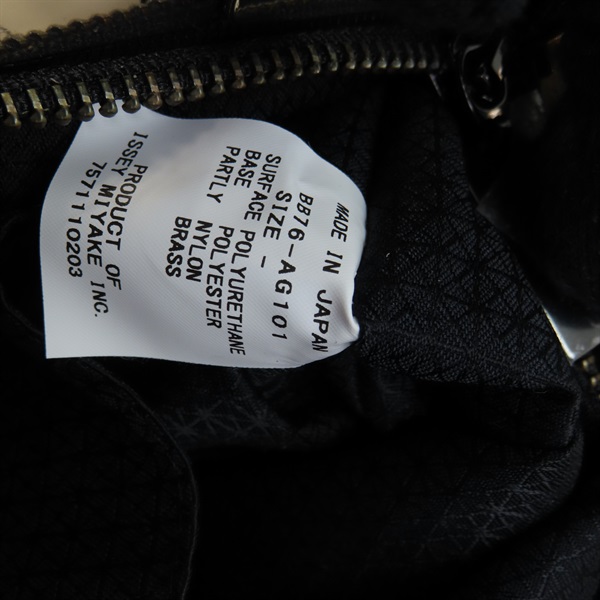 MADE IN JAPAN
BB76-AG101
SIZE -
SURFACE POLYURETHANE
BASE POLYESTER
PARTLY NYLON
BRASS
PRODUCT OF
ISSEY MIYAKE INC.
7571110203